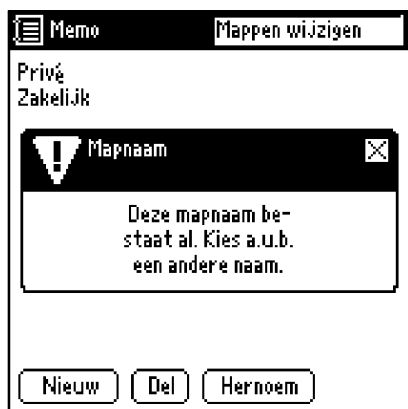 Memo
Mappen wijzigen
Privé
Zakelijk
Mapnaam
Deze mapnaam be-
staat al. Kies a.u.b.
een andere naam.
Nieuw
Del
Hernoem